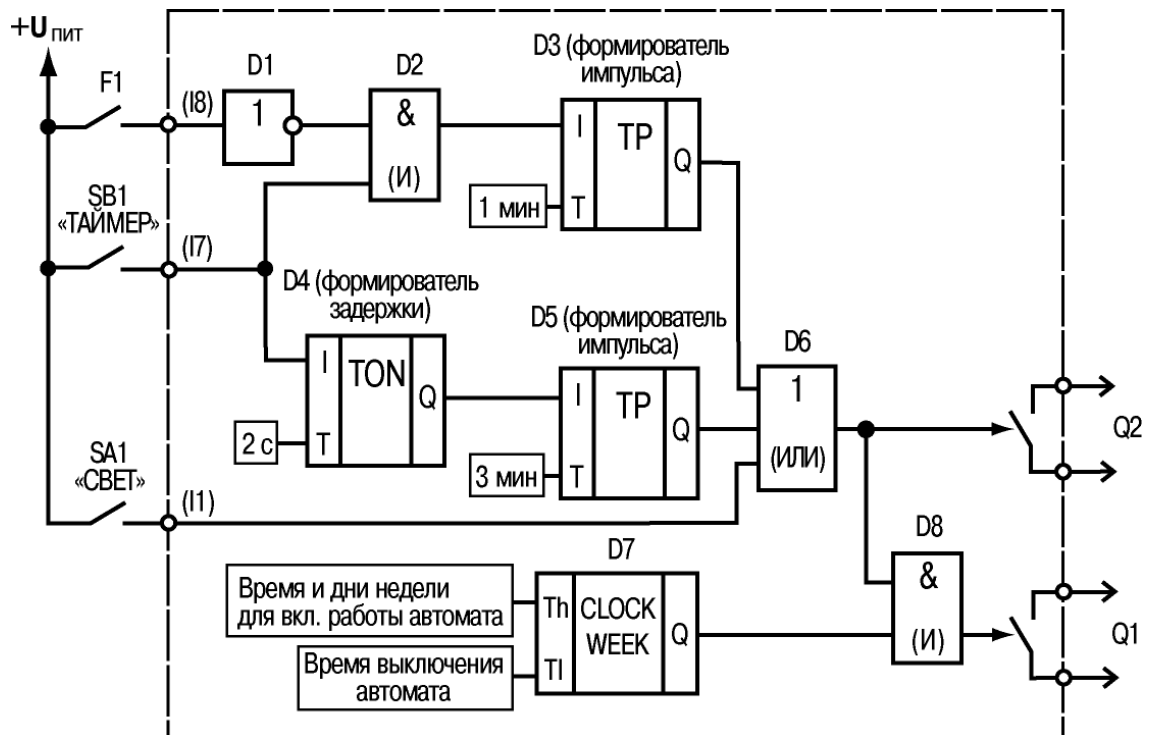 +Uпит
F1
(I8)
D1
1
D2
&
(И)
D3 (формирователь
импульса)
I
TP
Q
T
1 мин
SB1
«ТАЙМЕР»
(I7)
D4 (формирователь
задержки)
I
TON
Q
T
2 с
D5 (формирователь
импульса)
I
TP
Q
T
3 мин
D6
1
(ИЛИ)
Q2
SA1
«СВЕТ»
(I1)
D7
Время и дни недели
для вкл. работы автомата
Время выключения
автомата
Th
CLOCK
WEEK
Q
Tl
D8
&
(И)
Q1